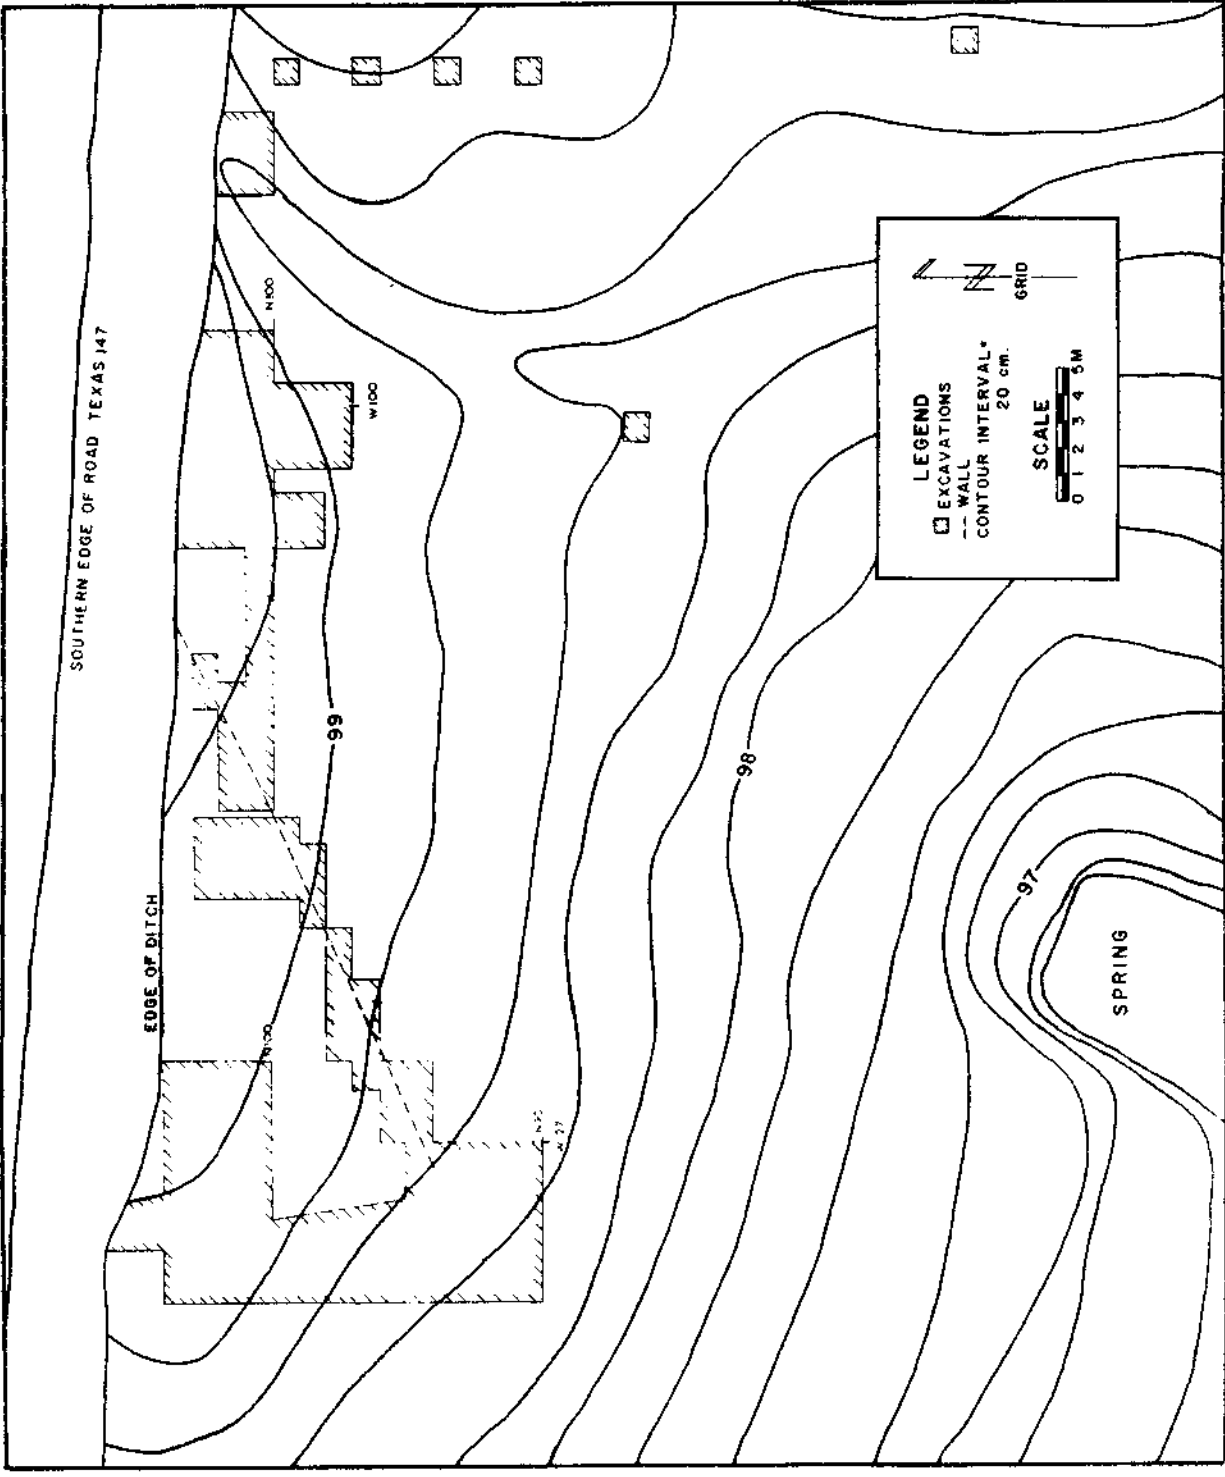 SOUTHERN EDGE OF ROAD TEXAS 147
EDGE OF DITCH
N100
W100
99
98
97
SPRING
LEGEND
EXCAVATIONS
-- WALL
CONTOUR INTERVAL=
20 cm.
SCALE
0 1 2 3 4 5M
GRID
N